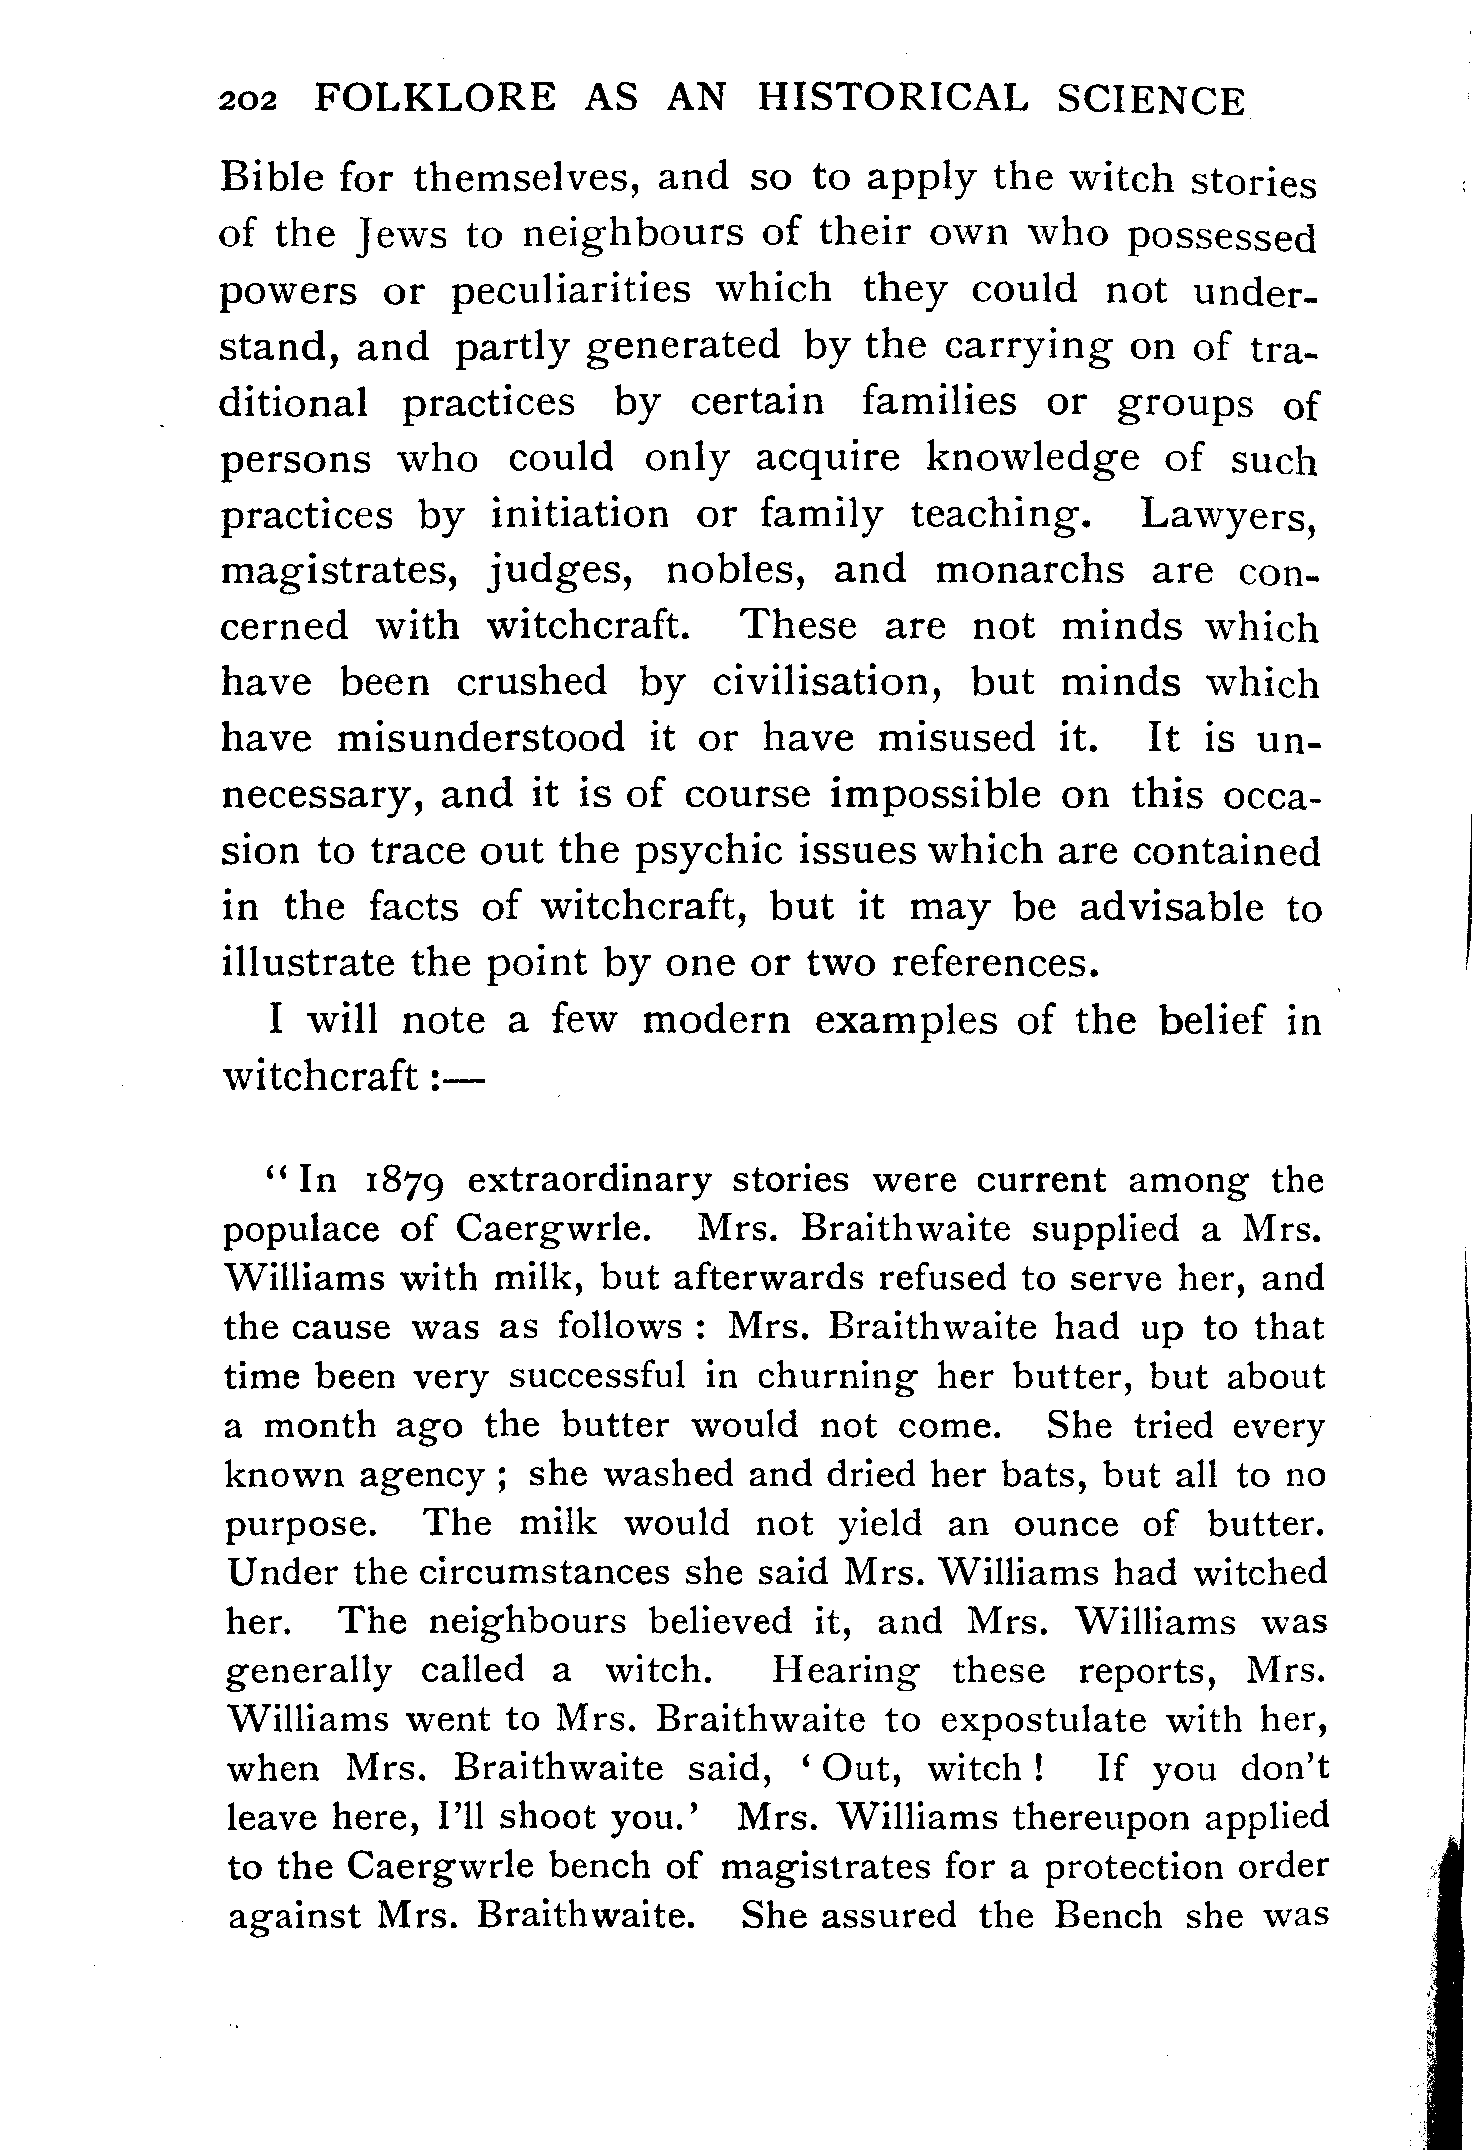 202 FOLKLORE AS AN HISTORICAL SCIENCE
Bible for themselves, and so to apply the witch stories
of the Jews to neighbours of their own who possessed
powers or peculiarities which they could not under-
stand, and partly generated by the carrying on of tra-
ditional practices by certain families or groups of
persons who could only acquire knowledge of such
practices by initiation or family teaching. Lawyers,
magistrates, judges, nobles, and monarchs are con-
cerned with witchcraft. These are not minds which
have been crushed by civilisation, but minds which
have misunderstood it or have misused it. It is un-
necessary, and it is of course impossible on this occa-
sion to trace out the psychic issues which are contained
in the facts of witchcraft, but it may be advisable to
illustrate the point by one or two references.
I will note a few modern examples of the belief in
witchcraft :—
“ In 1879 extraordinary stories were current among the
populace of Caergwrle. Mrs. Braithwaite supplied a Mrs.
Williams with milk, but afterwards refused to serve her, and
the cause was as follows : Mrs. Braithwaite had up to that
time been very successful in churning her butter, but about
a month ago the butter would not come. She tried every
known agency ; she washed and dried her bats, but all to no
purpose. The milk would not yield an ounce of butter.
Under the circumstances she said Mrs. Williams had witched
her. The neighbours believed it, and Mrs. Williams was
generally called a witch. Hearing these reports, Mrs.
Williams went to Mrs. Braithwaite to expostulate with her,
when Mrs. Braithwaite said, ‘ Out, witch ! If you don't
leave here, I'll shoot you.’ Mrs. Williams thereupon applied
to the Caergwrle bench of magistrates for a protection order
against Mrs. Braithwaite. She assured the Bench she was